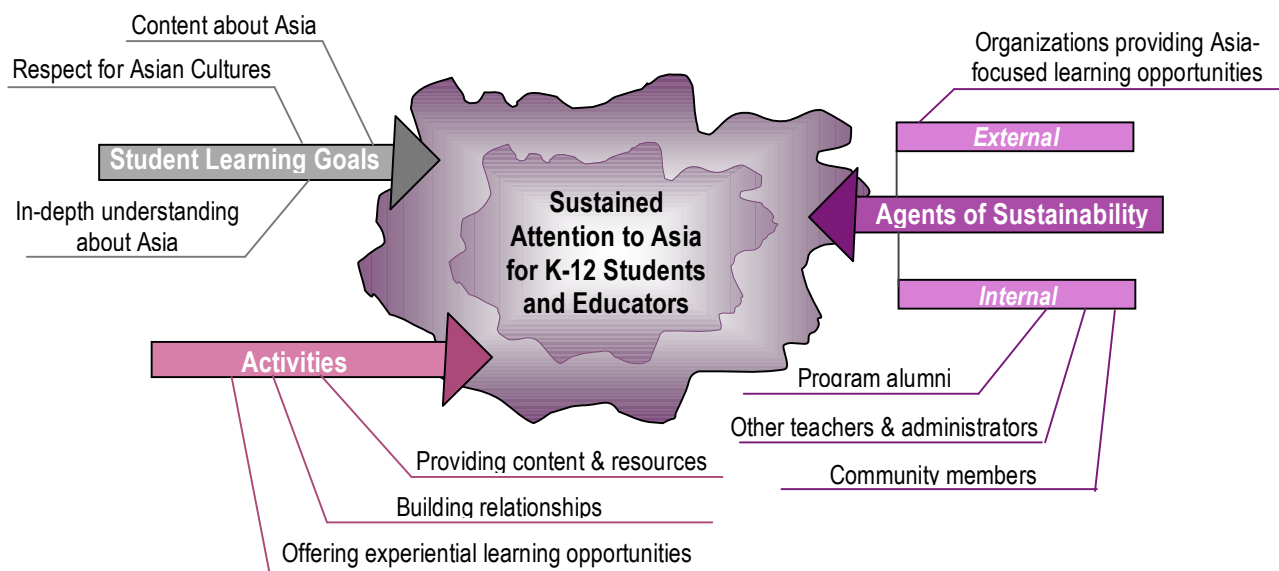 Content about Asia
Respect for Asian Cultures
Student Learning Goals
In-depth understanding
about Asia
Sustained
Attention to Asia
for K-12 Students
and Educators
Organizations providing Asia-
focused learning opportunities
External
Agents of Sustainability
Internal
Program alumni
Other teachers & administrators
Community members
Activities
Providing content & resources
Building relationships
Offering experiential learning opportunities